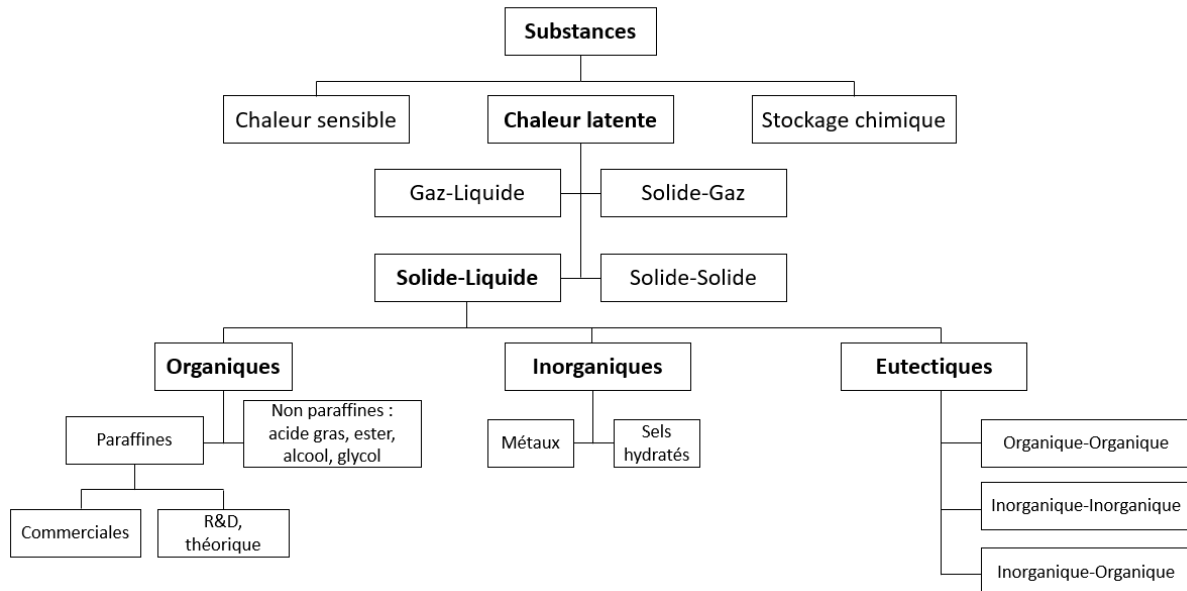 Substances
Chaleur sensible
Chaleur latente
Stockage chimique
Gaz-Liquide
Solide-Gaz
Solide-Liquide
Solide-Solide
Organiques
Inorganiques
Eutectiques
Paraffines
Non paraffines :
acide gras, ester,
alcool, glycol
Métaux
Sels
hydratés
Organique-Organique
Commerciales
R&D,
théorique
Inorganique-Inorganique
Inorganique-Organique